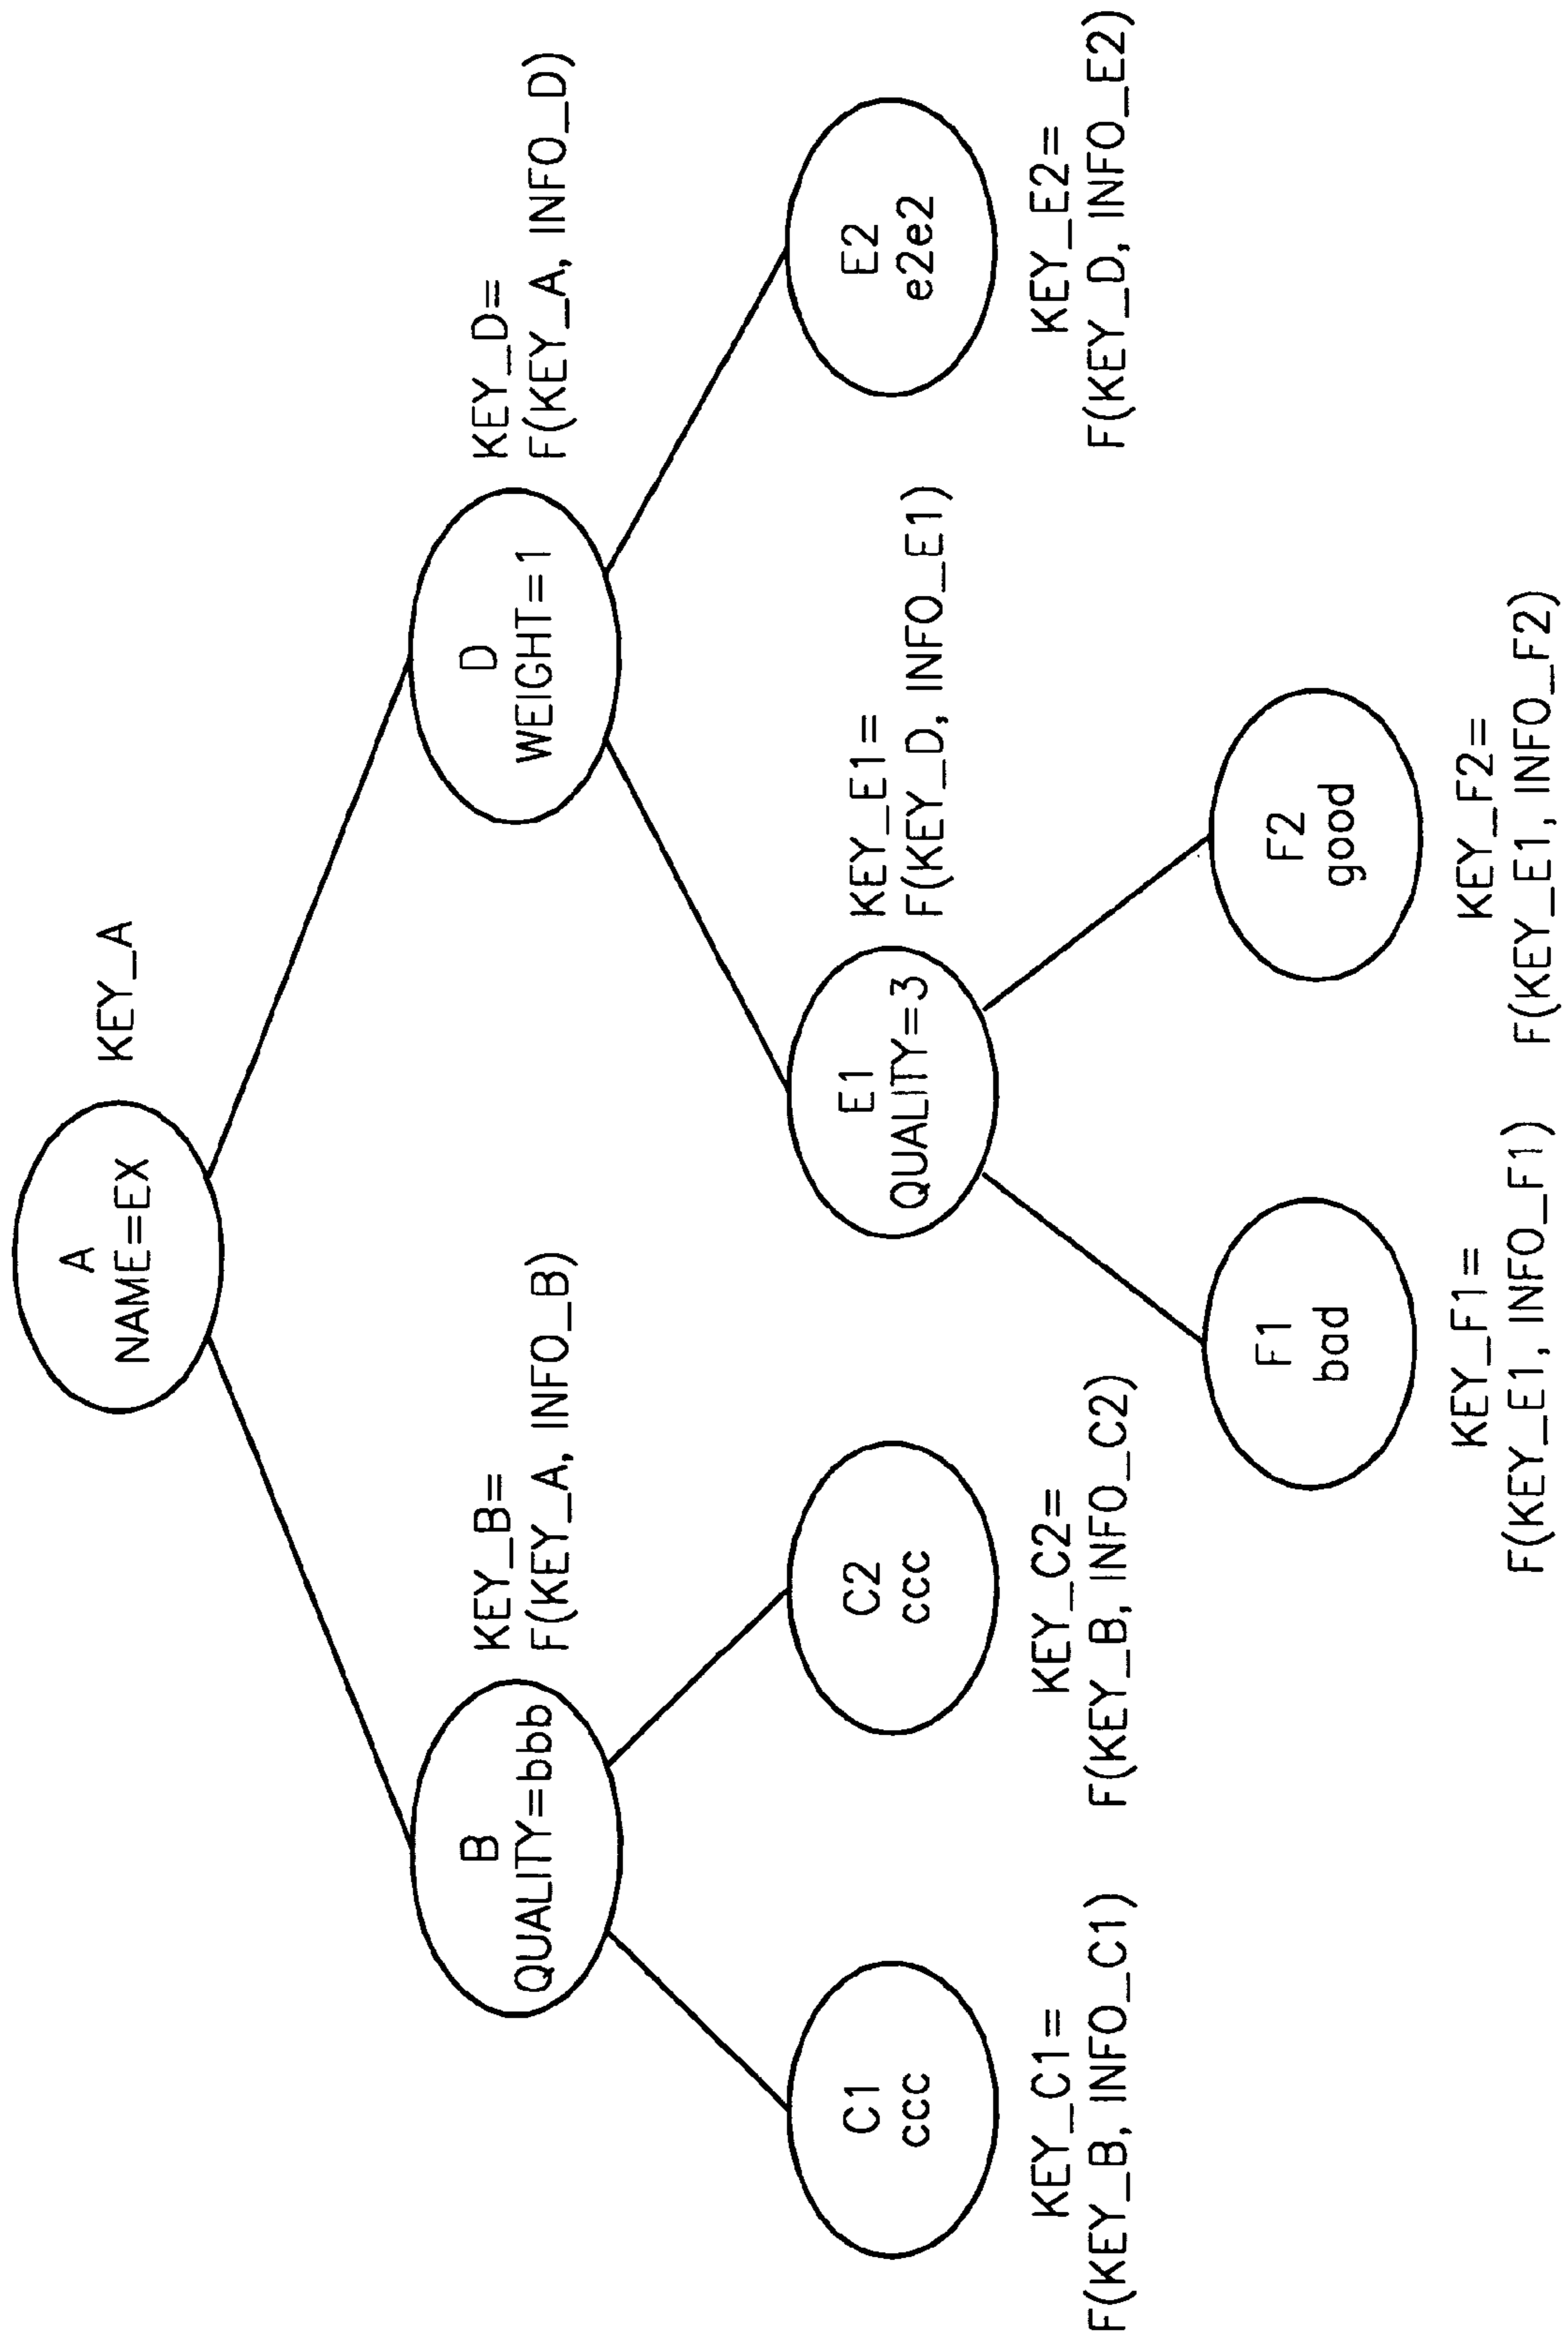 A
NAME=EX
KEY_A
B
QUALITY=bbb
KEY_B=
F(KEY_A, INFO_B)
D
WEIGHT=1
KEY_D=
F(KEY_A, INFO_D)
C1
ccc
KEY_C1=
F(KEY_B, INFO_C1)
C2
ccc
KEY_C2=
F(KEY_B, INFO_C2)
E1
QUALITY=3
KEY_E1=
F(KEY_D, INFO_E1)
E2
e2e2
KEY_E2=
F(KEY_D, INFO_E2)
F1
bad
KEY_F1=
F(KEY_E1, INFO_F1)
F2
good
KEY_F2=
F(KEY_E1, INFO_F2)